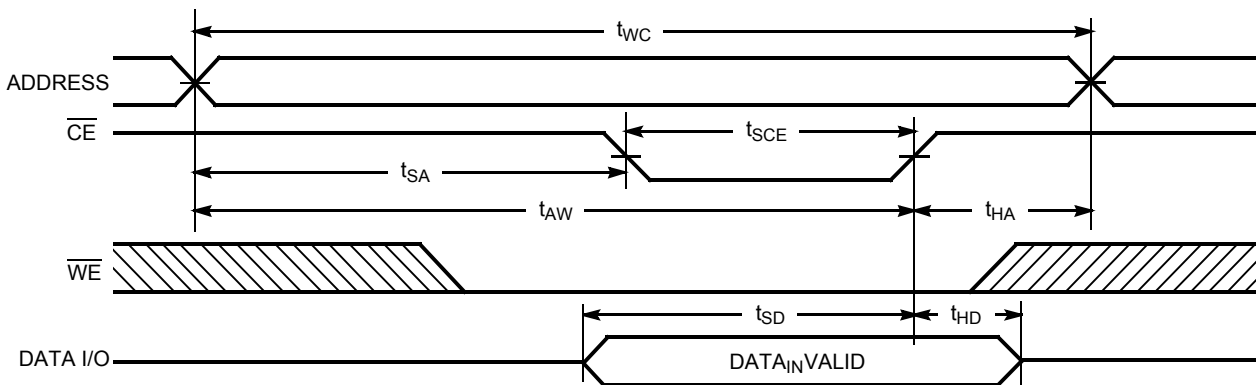 tWC
ADDRESS
CE
tSCE
tSA
tAW
tHA
WE
tSD
tHD
DATA I/O
DATAINVALID